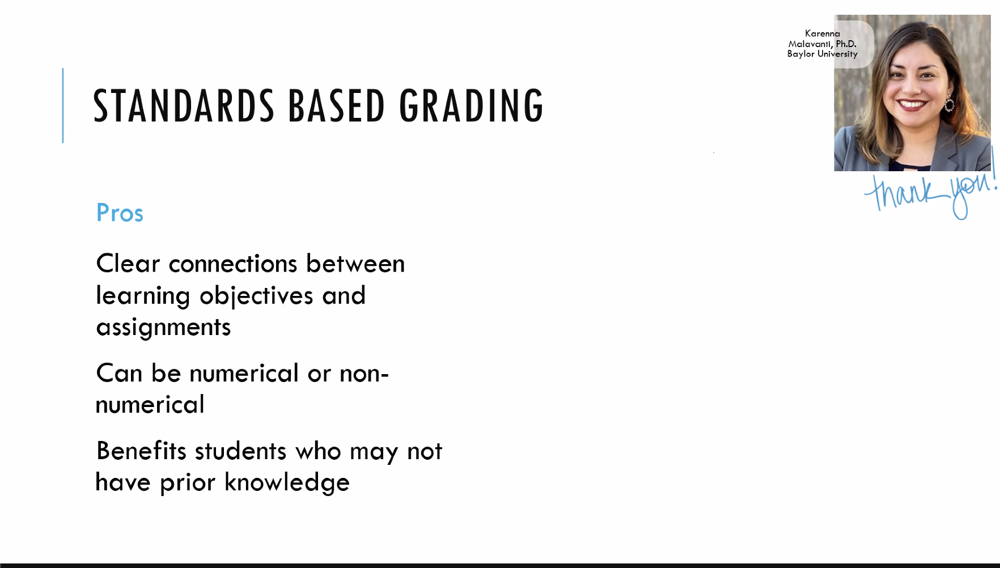 Karenna
Malavanti, Ph.D.
Baylor University
STANDARDS BASED GRADING
thank you!
Pros
Clear connections between
learning objectives and
assignments
Can be numerical or non-
numerical
Benefits students who may not
have prior knowledge